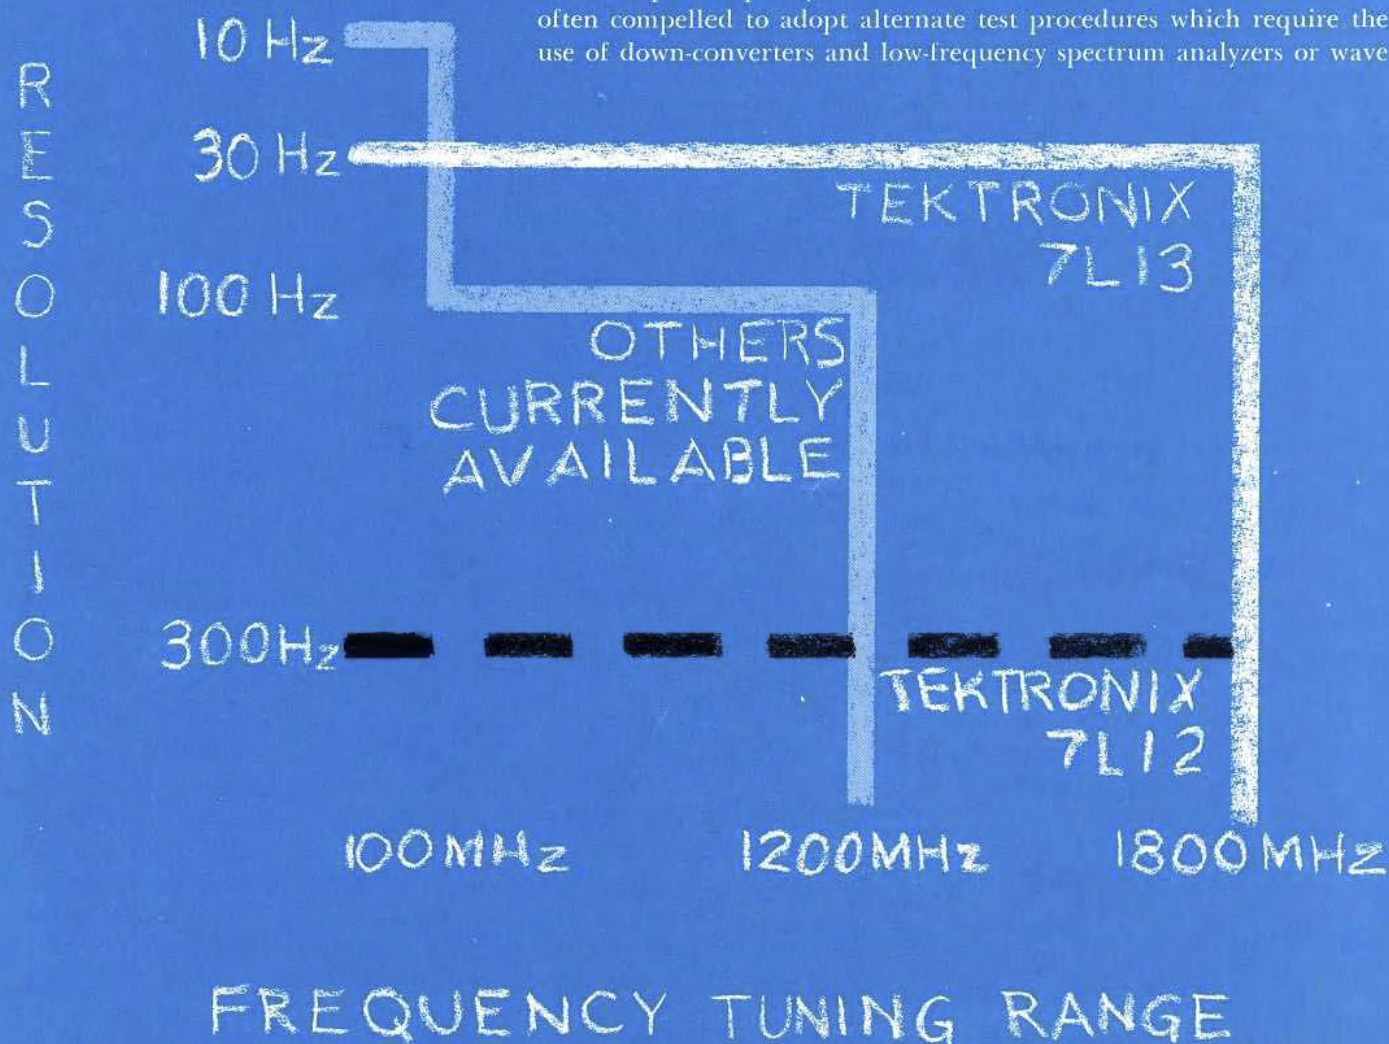 often compelled to adopt alternate test procedures which require the
use of down-converters and low-frequency spectrum analyzers or wave
RESOLUTION
10 Hz
30 Hz
100 Hz
300Hz
TEKTRONIX
7L13
OTHERS
CURRENTLY
AVAILABLE
TEKTRONIX
7L12
100MHz
1200MHz
1800MHz
FREQUENCY TUNING RANGE